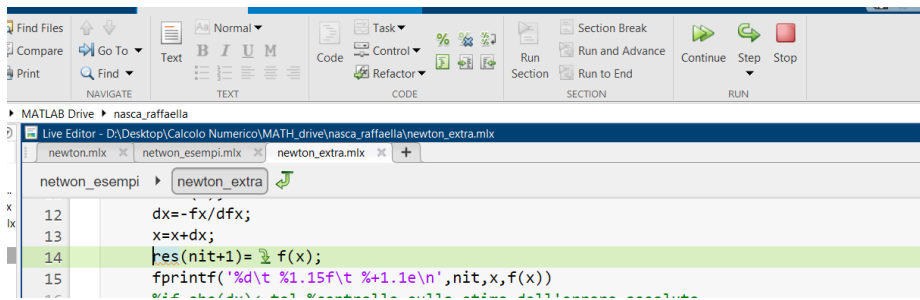 Find Files
Normal
Task
Section Break
Compare
Go To
Text
B I U M
Code
Control
Run Section
Run and Advance
Continue Step Stop
Print
Find
Refactor
Run to End
NAVIGATE TEXT CODE SECTION RUN
MATLAB Drive nasca_raffaella
Live Editor - D:\Desktop\Calcolo Numerico\MATH_drive\nasca_raffaella\newton_extra.mlx
newton.mlx netwon_esempi.mlx newton_extra.mlx +
netwon_esempi newton_extra
12 dx=-fx/dfx;
13 x=x+dx;
14 res(nit+1)= f(x);
15 fprintf('%d\t %1.15f\t %+1.1e\n',nit,x,f(x))